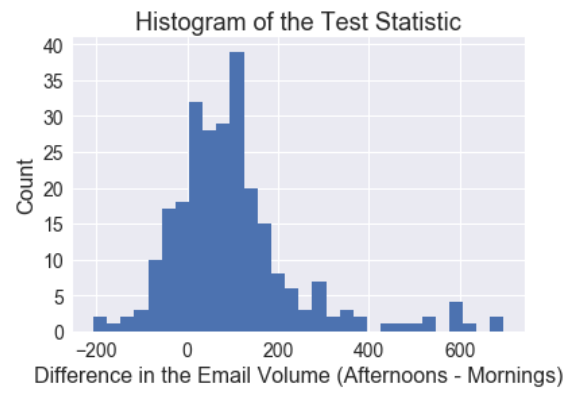 Histogram of the Test Statistic
40
35
30
25
20
15
10
5
0
Count
−200 0 200 400 600
Difference in the Email Volume (Afternoons - Mornings)